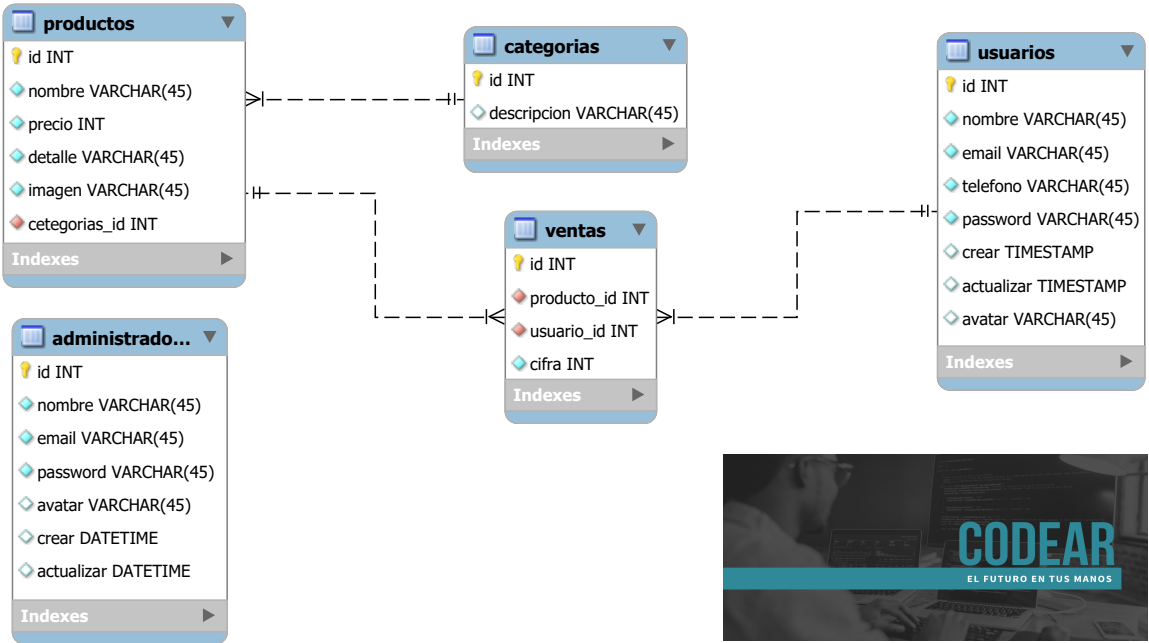 productos
id INT
nombre VARCHAR(45)
precio INT
detalle VARCHAR(45)
imagen VARCHAR(45)
cetegorias_id INT
Indexes
categorias
id INT
descripcion VARCHAR(45)
Indexes
usuarios
id INT
nombre VARCHAR(45)
email VARCHAR(45)
telefono VARCHAR(45)
password VARCHAR(45)
crear TIMESTAMP
actualizar TIMESTAMP
avatar VARCHAR(45)
Indexes
ventas
id INT
producto_id INT
usuario_id INT
cifra INT
Indexes
administrado...
id INT
nombre VARCHAR(45)
email VARCHAR(45)
password VARCHAR(45)
avatar VARCHAR(45)
crear DATETIME
actualizar DATETIME
Indexes
CODEAR
EL FUTURO EN TUS MANOS